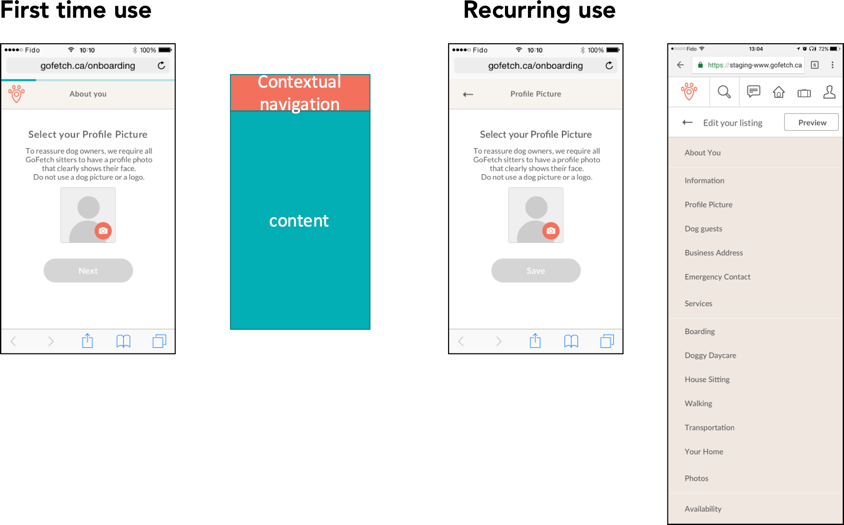 First time use
Fido 10:10 100%
gofetch.ca/onboarding
About you
Select your Profile Picture
To reassure dog owners, we require all
GoFetch sitters to have a profile photo
that clearly shows their face.
Do not use a dog picture or a logo.
Next
Contextual
navigation
content
Recurring use
Fido 10:10 100%
gofetch.ca/onboarding
Profile Picture
Select your Profile Picture
To reassure dog owners, we require all
GoFetch sitters to have a profile photo
that clearly shows their face.
Do not use a dog picture or a logo.
Save
Fido 13:04 72%
https://staging-www.gofetch.ca
Edit your listing Preview
About You
Information
Profile Picture
Dog guests
Business Address
Emergency Contact
Services
Boarding
Doggy Daycare
House Sitting
Walking
Transportation
Your Home
Photos
Availability